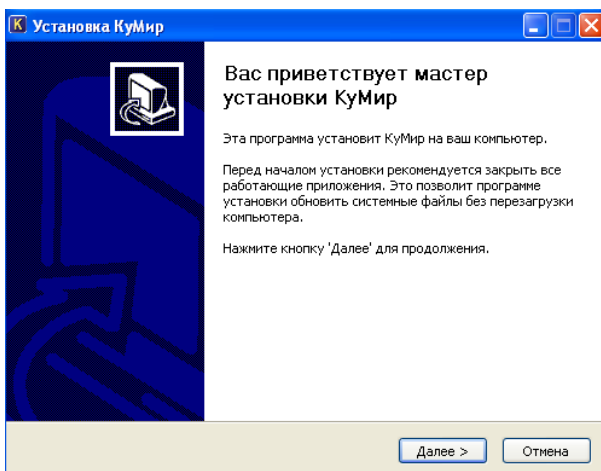 K Установка КуМир
Вас приветствует мастер
установки КуМир
Эта программа установит КуМир на ваш компьютер.
Перед началом установки рекомендуется закрыть все
работающие приложения. Это позволит программе
установки обновить системные файлы без перезагрузки
компьютера.
Нажмите кнопку 'Далее' для продолжения.
Далее > Отмена